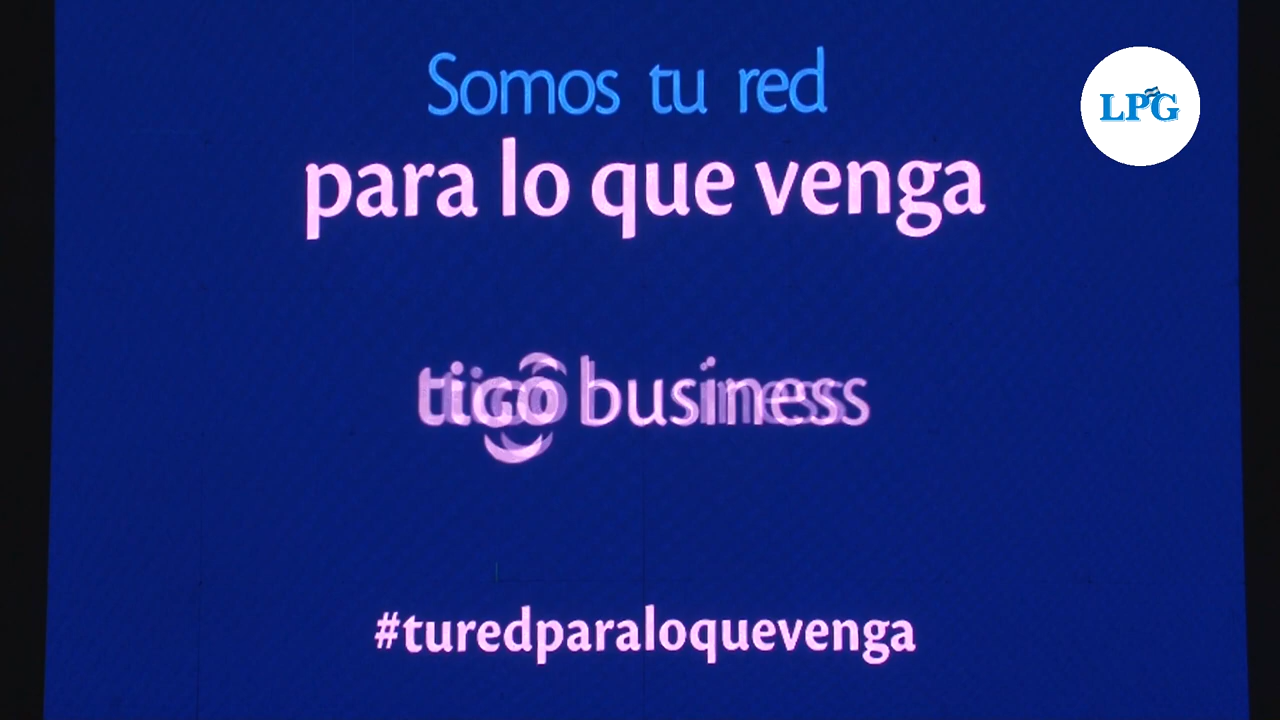 Somos tu red
LPG
para lo que venga
tigo business
#turedparaloquevenga